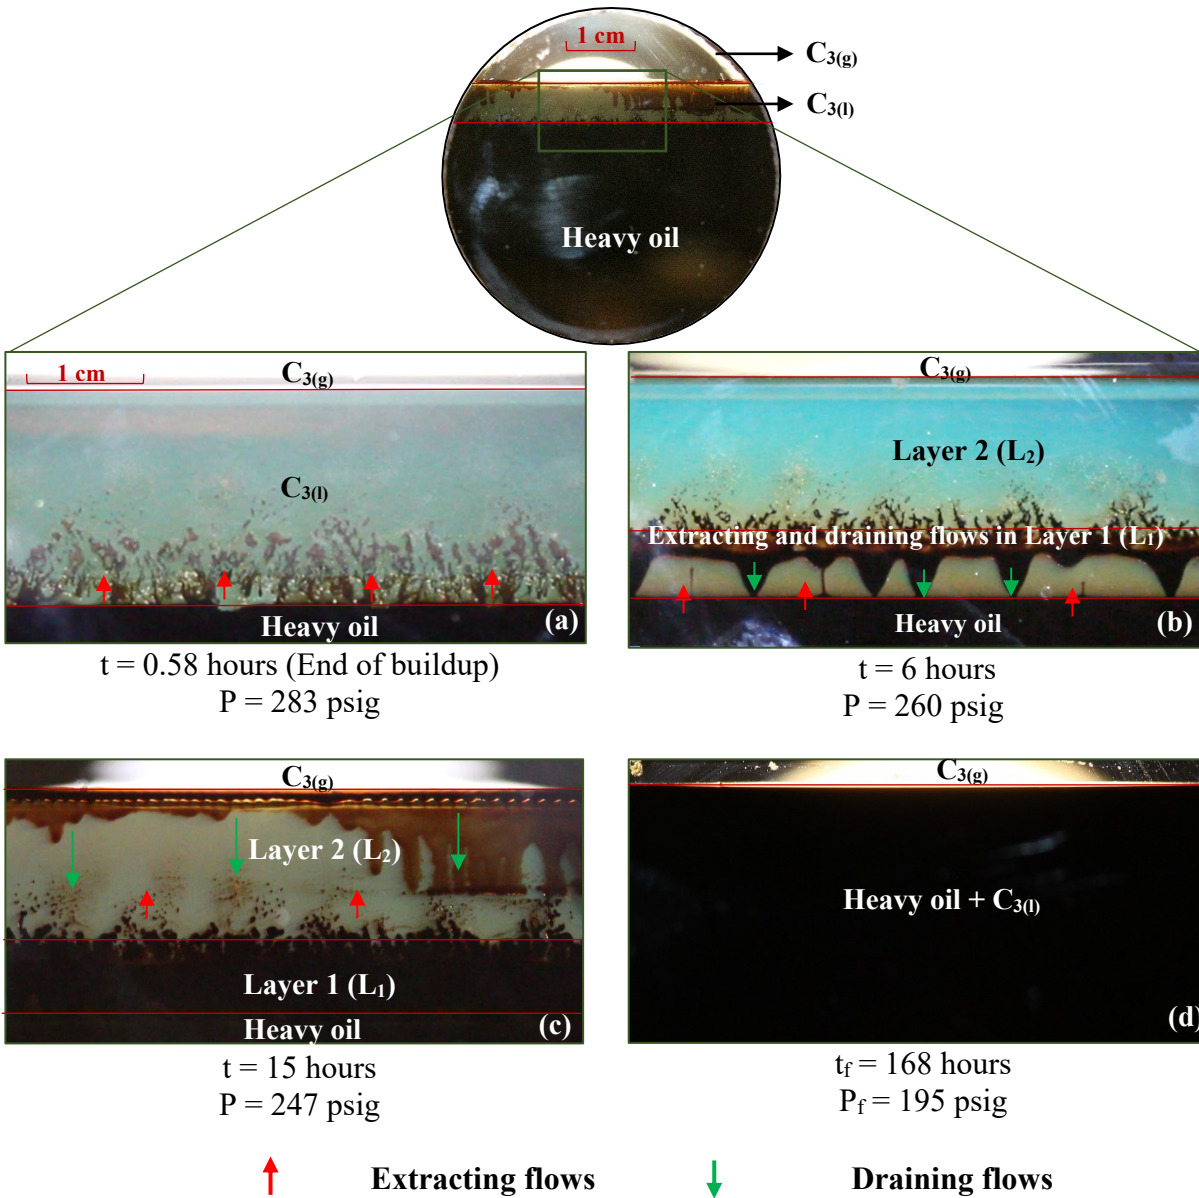 1 cm
C3(g)
C3(l)
Heavy oil
1 cm
C3(g)
C3(l)
Heavy oil
(a)
t = 0.58 hours (End of buildup)
P = 283 psig
C3(g)
Layer 2 (L2)
Extracting and draining flows in Layer 1 (L1)
Heavy oil
(b)
t = 6 hours
P = 260 psig
C3(g)
Layer 2 (L2)
Layer 1 (L1)
Heavy oil
(c)
t = 15 hours
P = 247 psig
C3(g)
Heavy oil + C3(l)
(d)
tf = 168 hours
Pf = 195 psig
Extracting flows
Draining flows